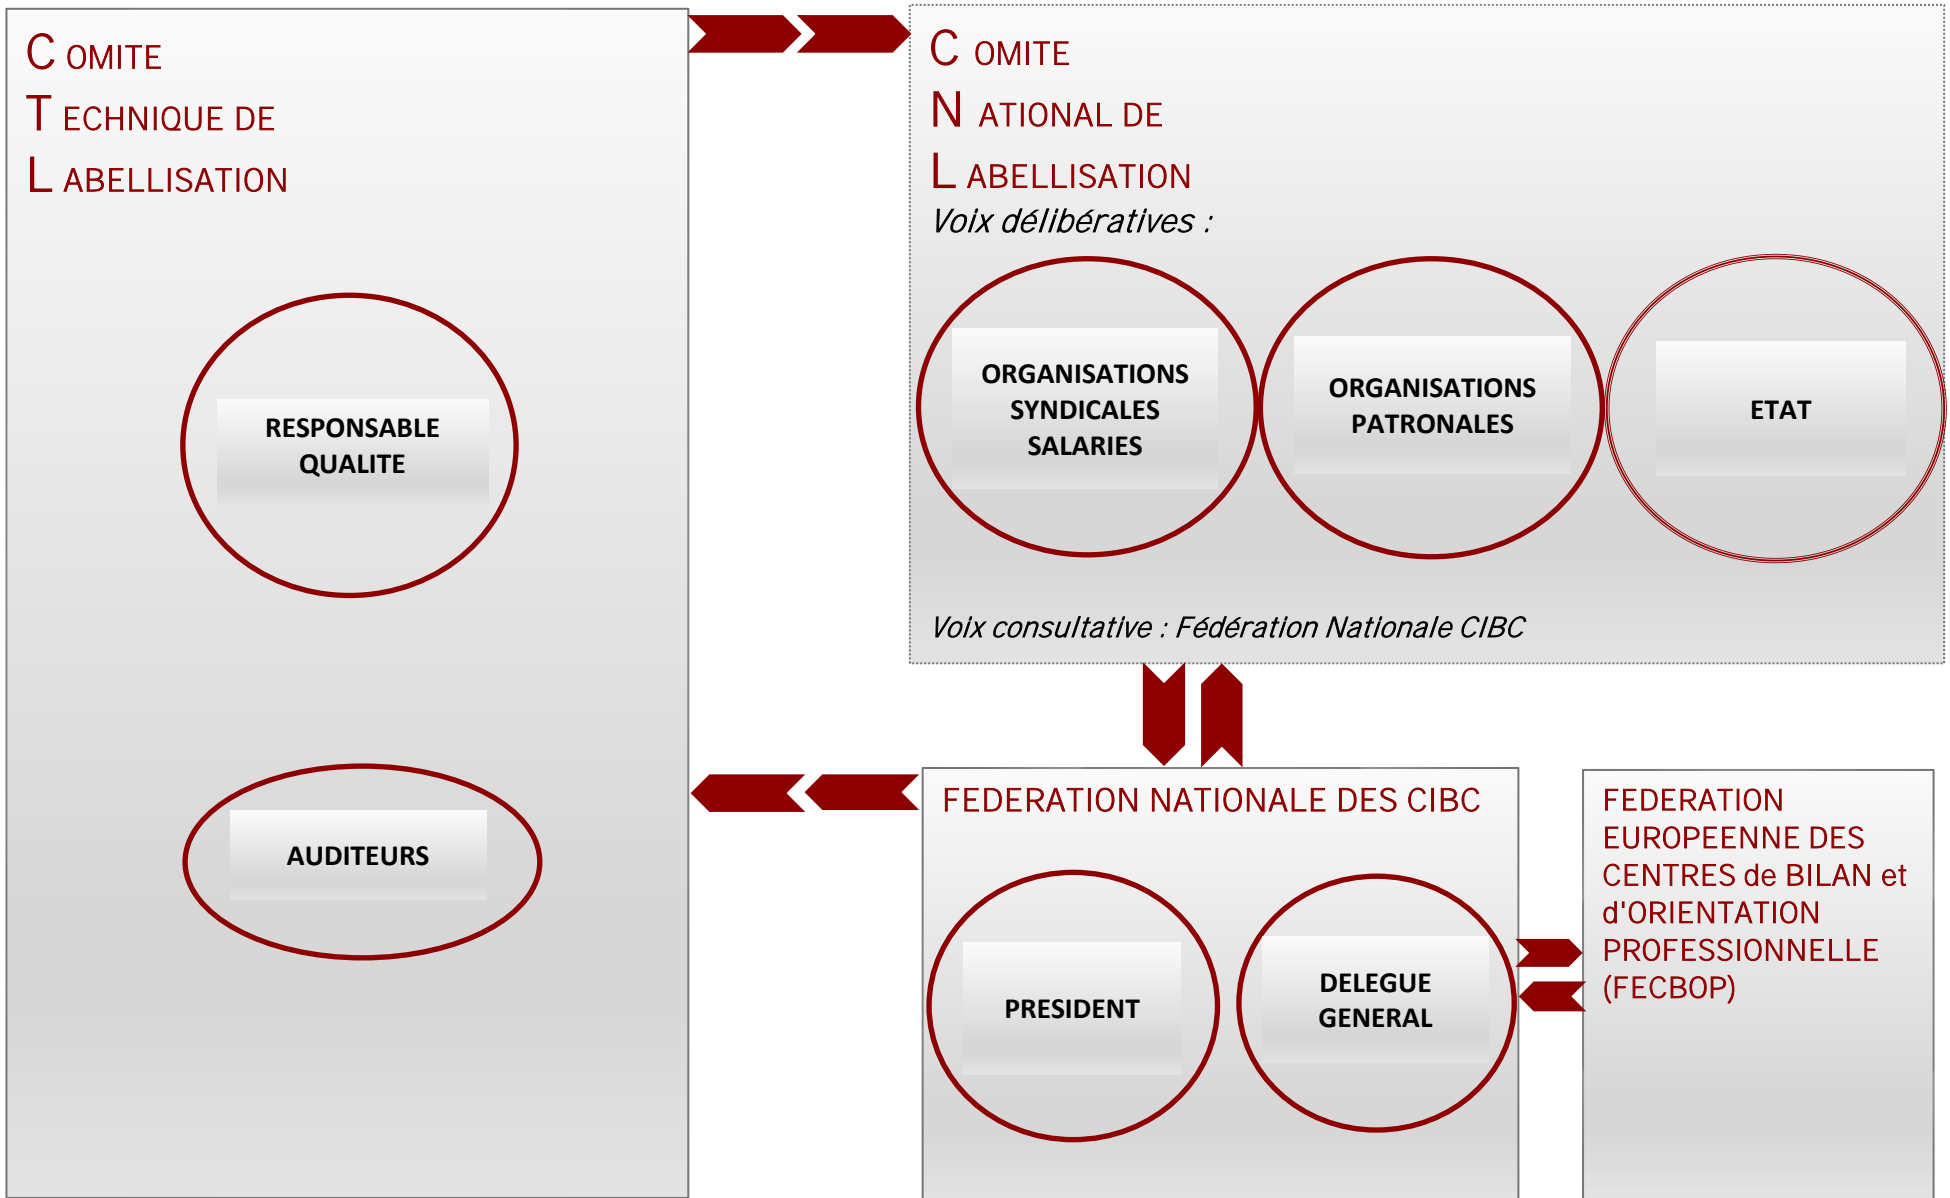 C OMITE
T ECHNIQUE DE
L ABELLISATION
RESPONSABLE
QUALITE
AUDITEURS
C OMITE
N ATIONAL DE
L ABELLISATION
Voix délibératives :
ORGANISATIONS
SYNDICALES
SALARIES
ORGANISATIONS
PATRONALES
ETAT
Voix consultative : Fédération Nationale CIBC
FEDERATION NATIONALE DES CIBC
PRESIDENT
DELEGUE
GENERAL
FEDERATION
EUROPEENNE DES
CENTRES de BILAN et
d'ORIENTATION
PROFESSIONNELLE
(FECBOP)